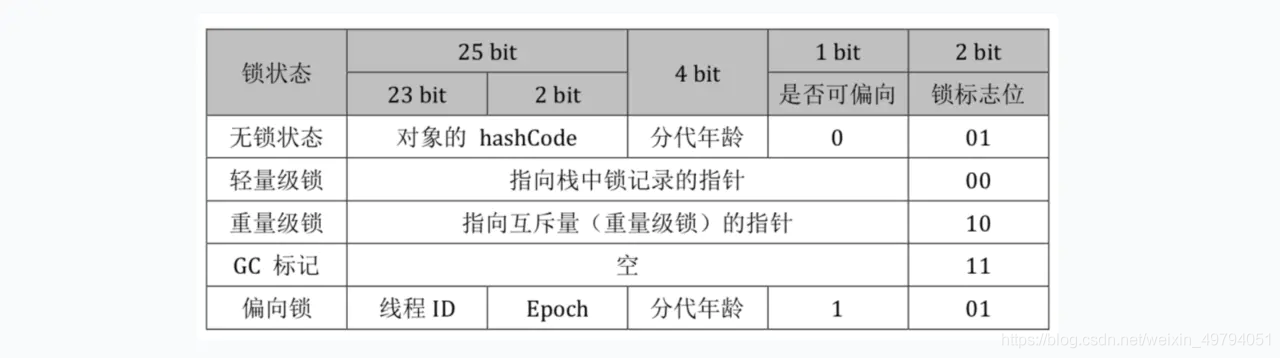 锁状态 25 bit 4 bit 1 bit 2 bit
23 bit 2 bit 是否可偏向 锁标志位
无锁状态 对象的 hashCode 分代年龄 0 01
轻量级锁 指向栈中锁记录的指针 00
重量级锁 指向互斥量（重量级锁）的指针 10
GC 标记 空 11
偏向锁 线程 ID Epoch 分代年龄 1 01
https://blog.csdn.net/weixin_49794051